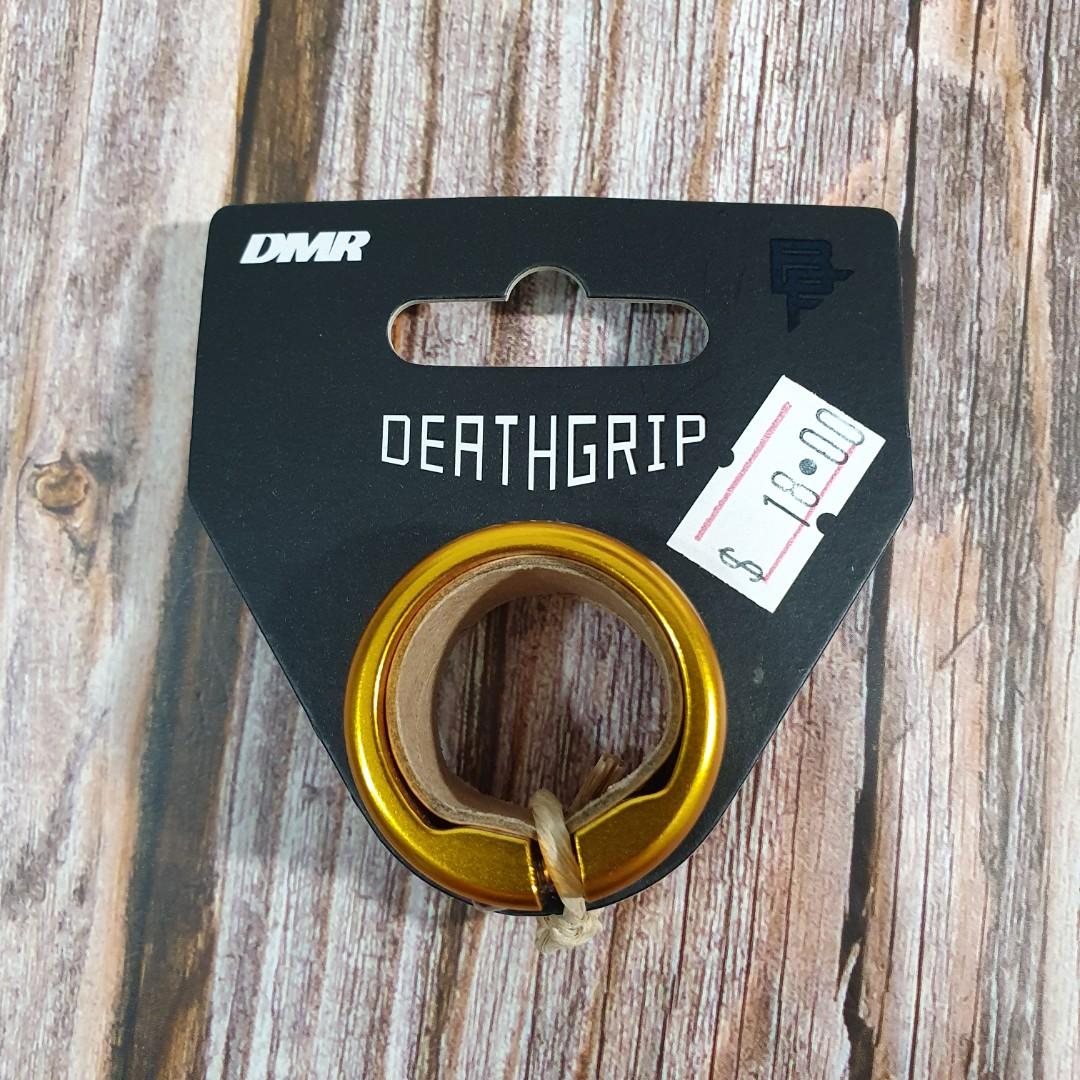 DMR
DEATHGRIP
$ 18.00